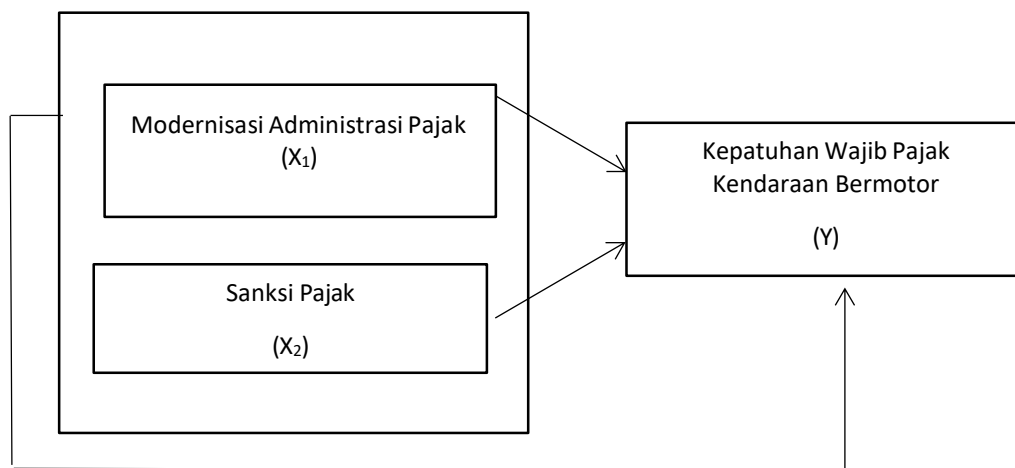 Modernisasi Administrasi Pajak
(X₁)
Sanksi Pajak
(X₂)
Kepatuhan Wajib Pajak
Kendaraan Bermotor
(Y)